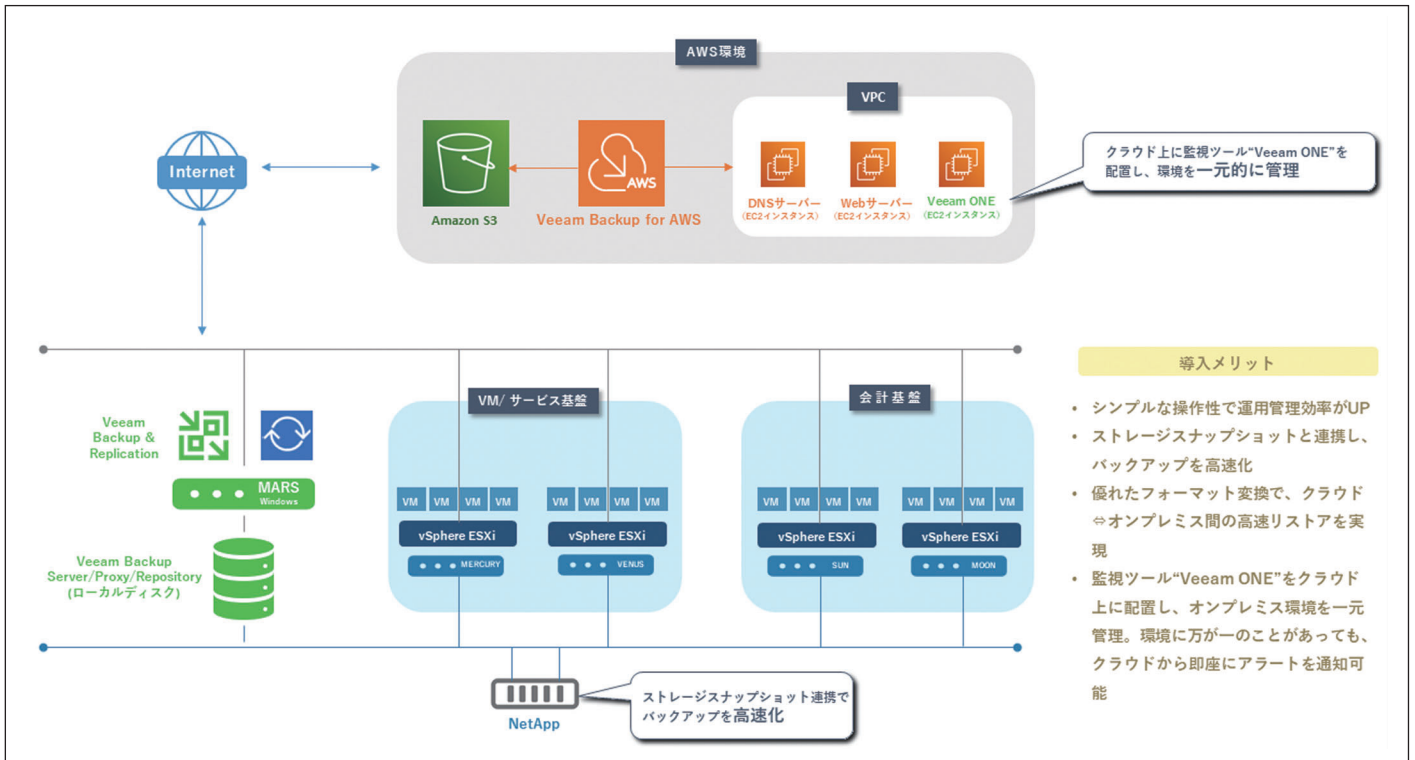 AWS環境
VPC
Internet
Amazon S3
AWS
Veeam Backup for AWS
DNSサーバー
(EC2インスタンス)
Webサーバー
(EC2インスタンス)
Veeam ONE
(EC2インスタンス)
クラウド上に監視ツール“Veeam ONE”を
配置し、環境を一元的に管理
Veeam
Backup &
Replication
MARS
Windows
Veeam Backup
Server/Proxy/Repository
(ローカルディスク)
VM/ サービス基盤
VM VM VM VM
vSphere ESXi
MERCURY
VM VM VM VM
vSphere ESXi
VENUS
会計基盤
VM VM VM VM
vSphere ESXi
SUN
VM VM VM VM
vSphere ESXi
MOON
NetApp
ストレージスナップショット連携で
バックアップを高速化
導入メリット
• シンプルな操作性で運用管理効率がUP
• ストレージスナップショットと連携し、
バックアップを高速化
• 優れたフォーマット変換で、クラウド
⇔オンプレミス間の高速リストアを実
現
• 監視ツール“Veeam ONE”をクラウド
上に配置し、オンプレミス環境を一元
管理。環境に万が一のことがあっても、
クラウドから即座にアラートを通知可
能